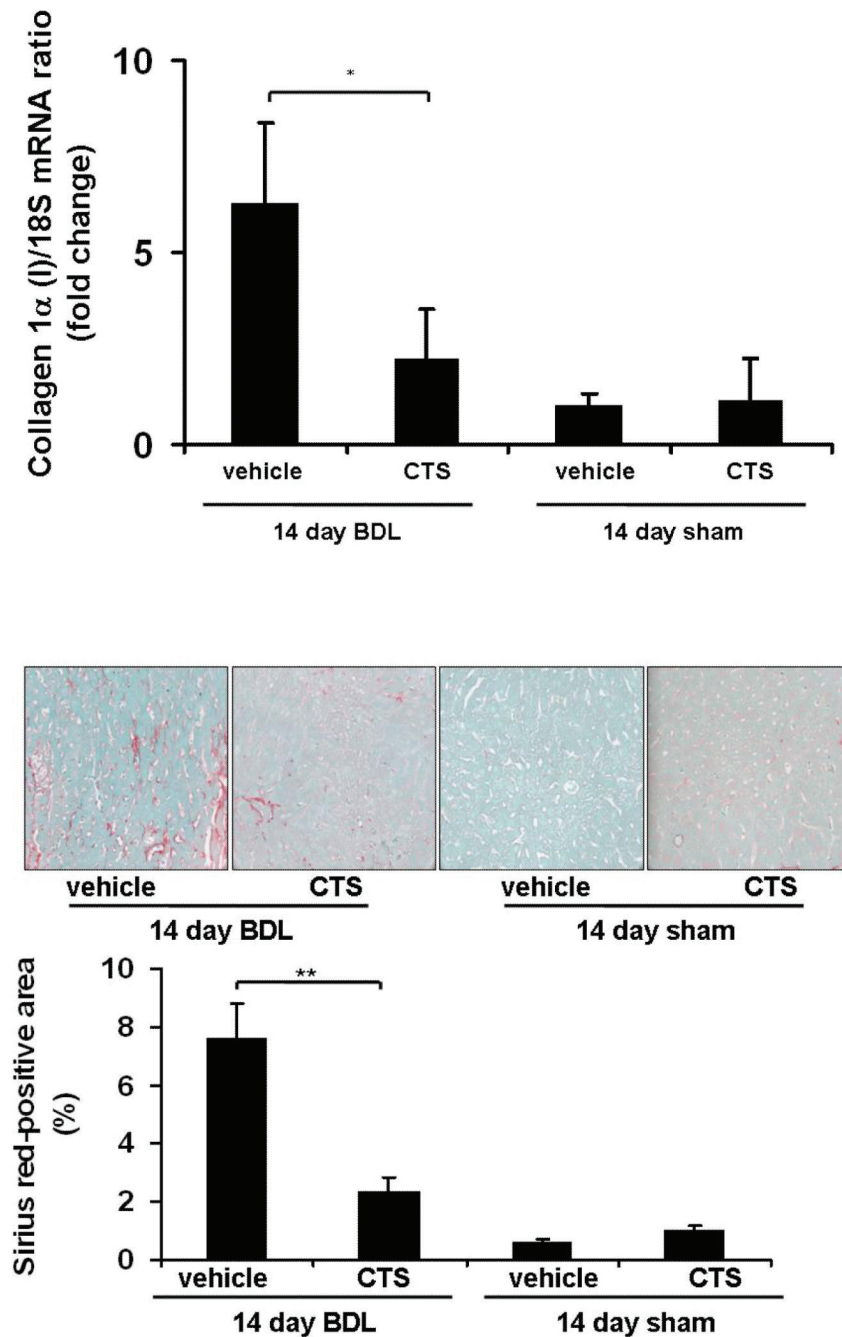 Collagen 1α (I)/18S mRNA ratio
(fold change)
10
5
0
*
vehicle CTS vehicle CTS
14 day BDL 14 day sham
vehicle CTS vehicle CTS
14 day BDL 14 day sham
Sirius red-positive area
(%)
10
8
6
4
2
0
**
vehicle CTS vehicle CTS
14 day BDL 14 day sham